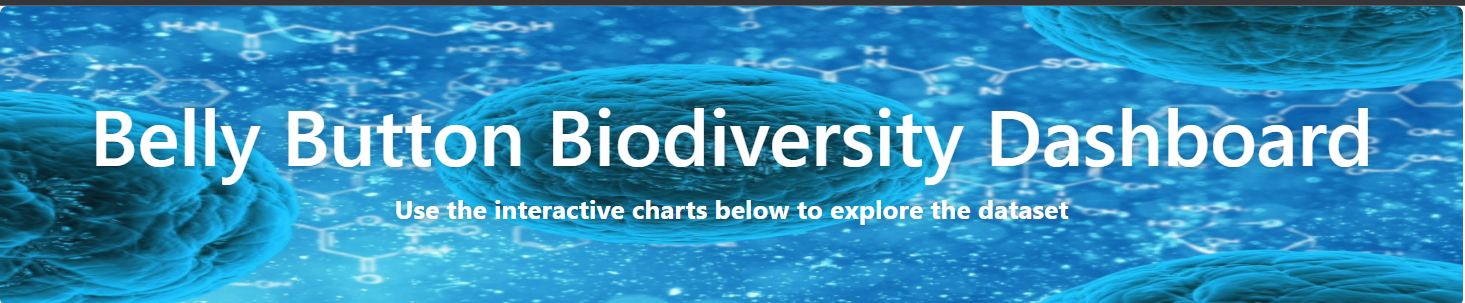 Belly Button Biodiversity Dashboard
Use the interactive charts below to explore the dataset